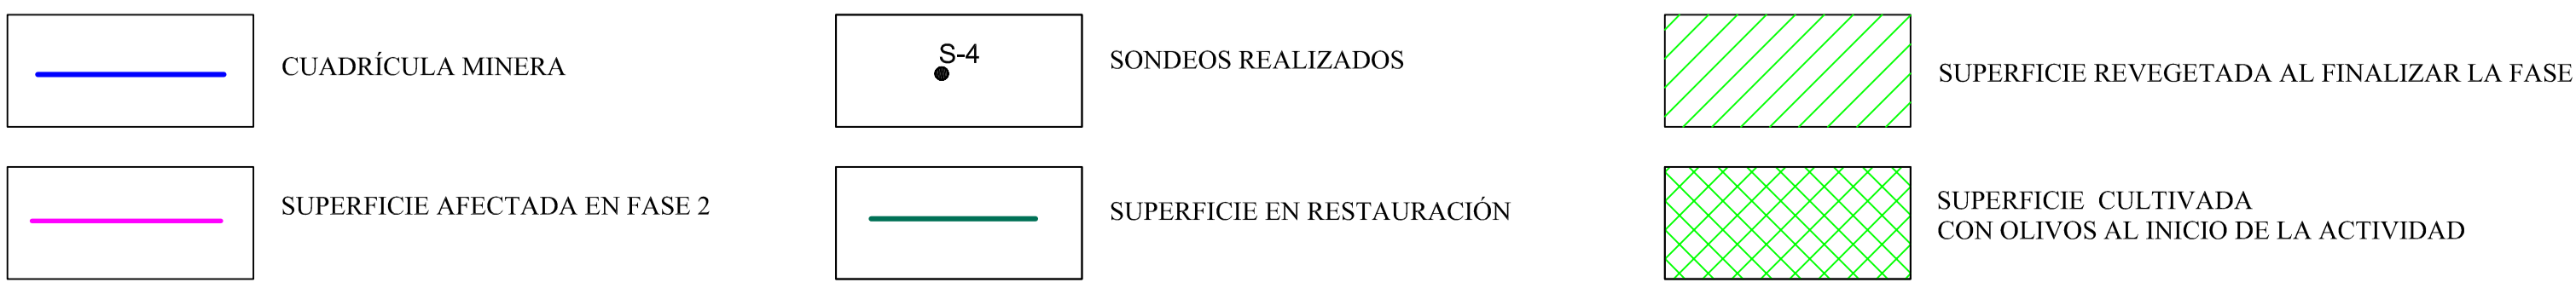 CUADRÍCULA MINERA
S-4
SONDEOS REALIZADOS
SUPERFICIE REVEGETADA AL FINALIZAR LA FASE
SUPERFICIE AFECTADA EN FASE 2
SUPERFICIE EN RESTAURACIÓN
SUPERFICIE CULTIVADA
CON OLIVOS AL INICIO DE LA ACTIVIDAD